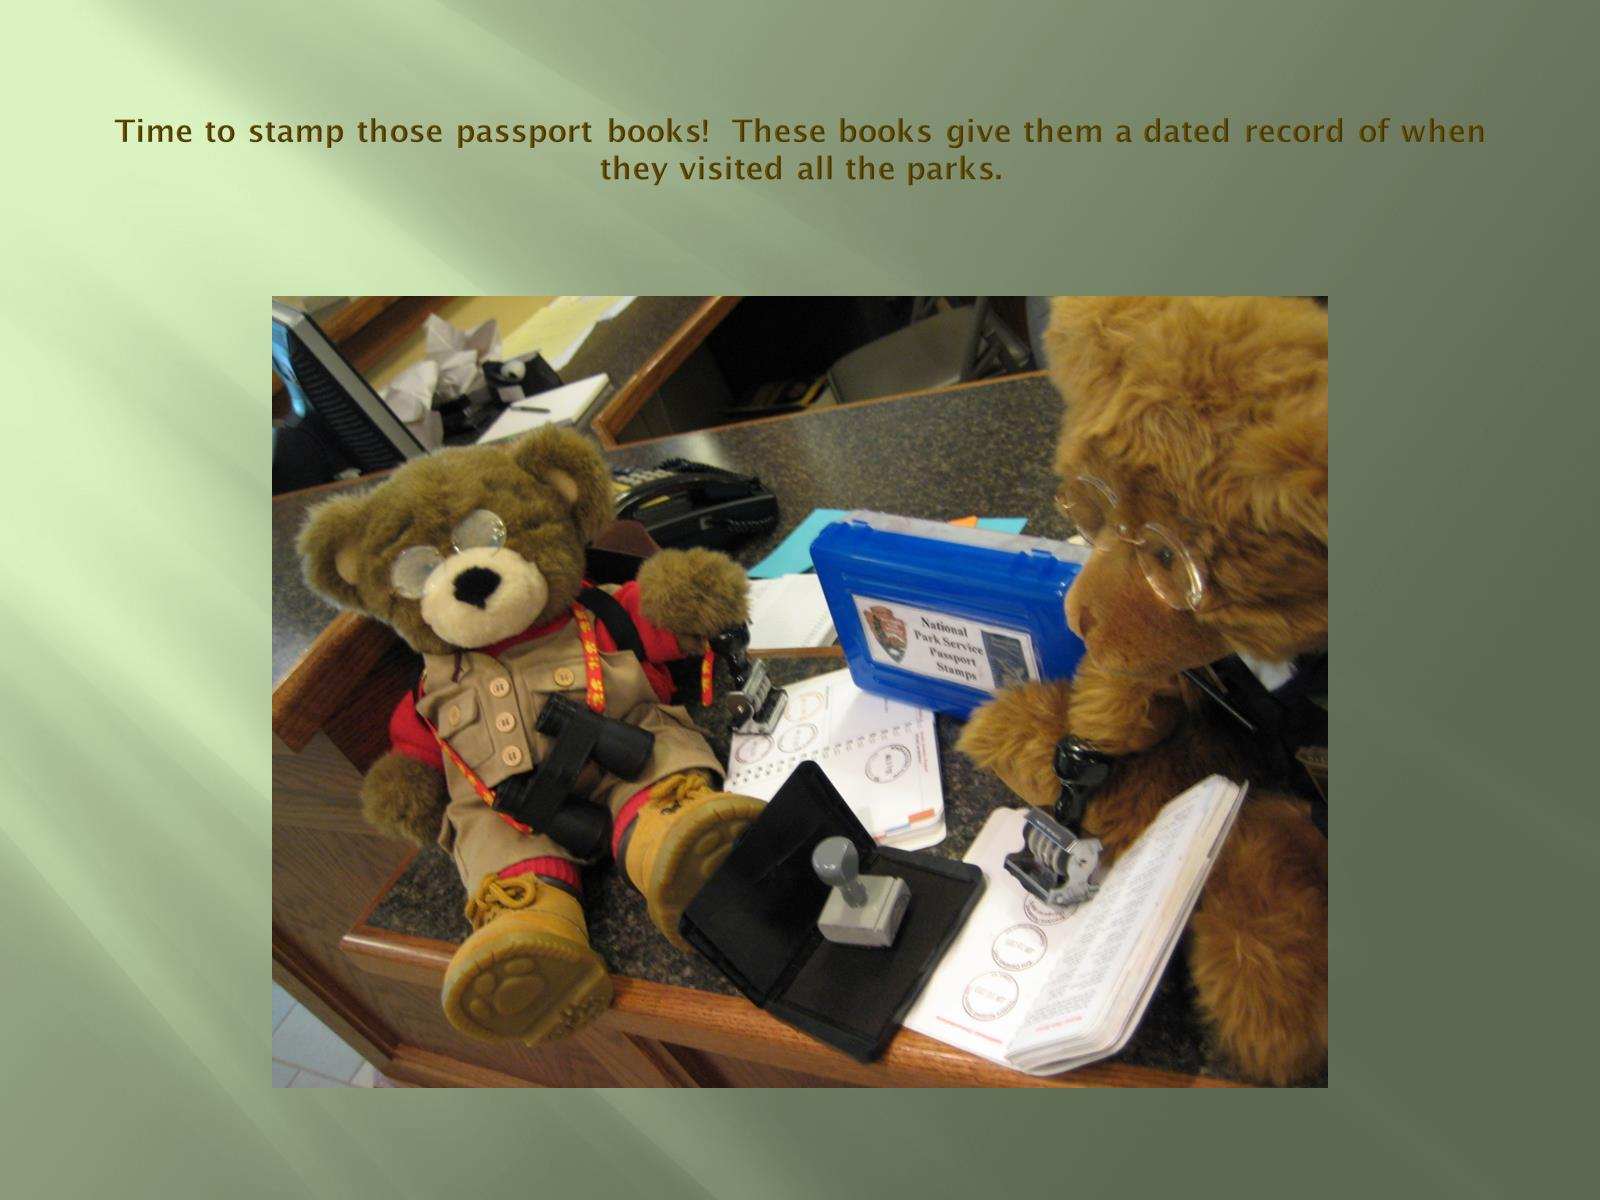 Time to stamp those passport books!  These books give them a dated record of when
they visited all the parks.
National
Park Service
Passport
Stamps